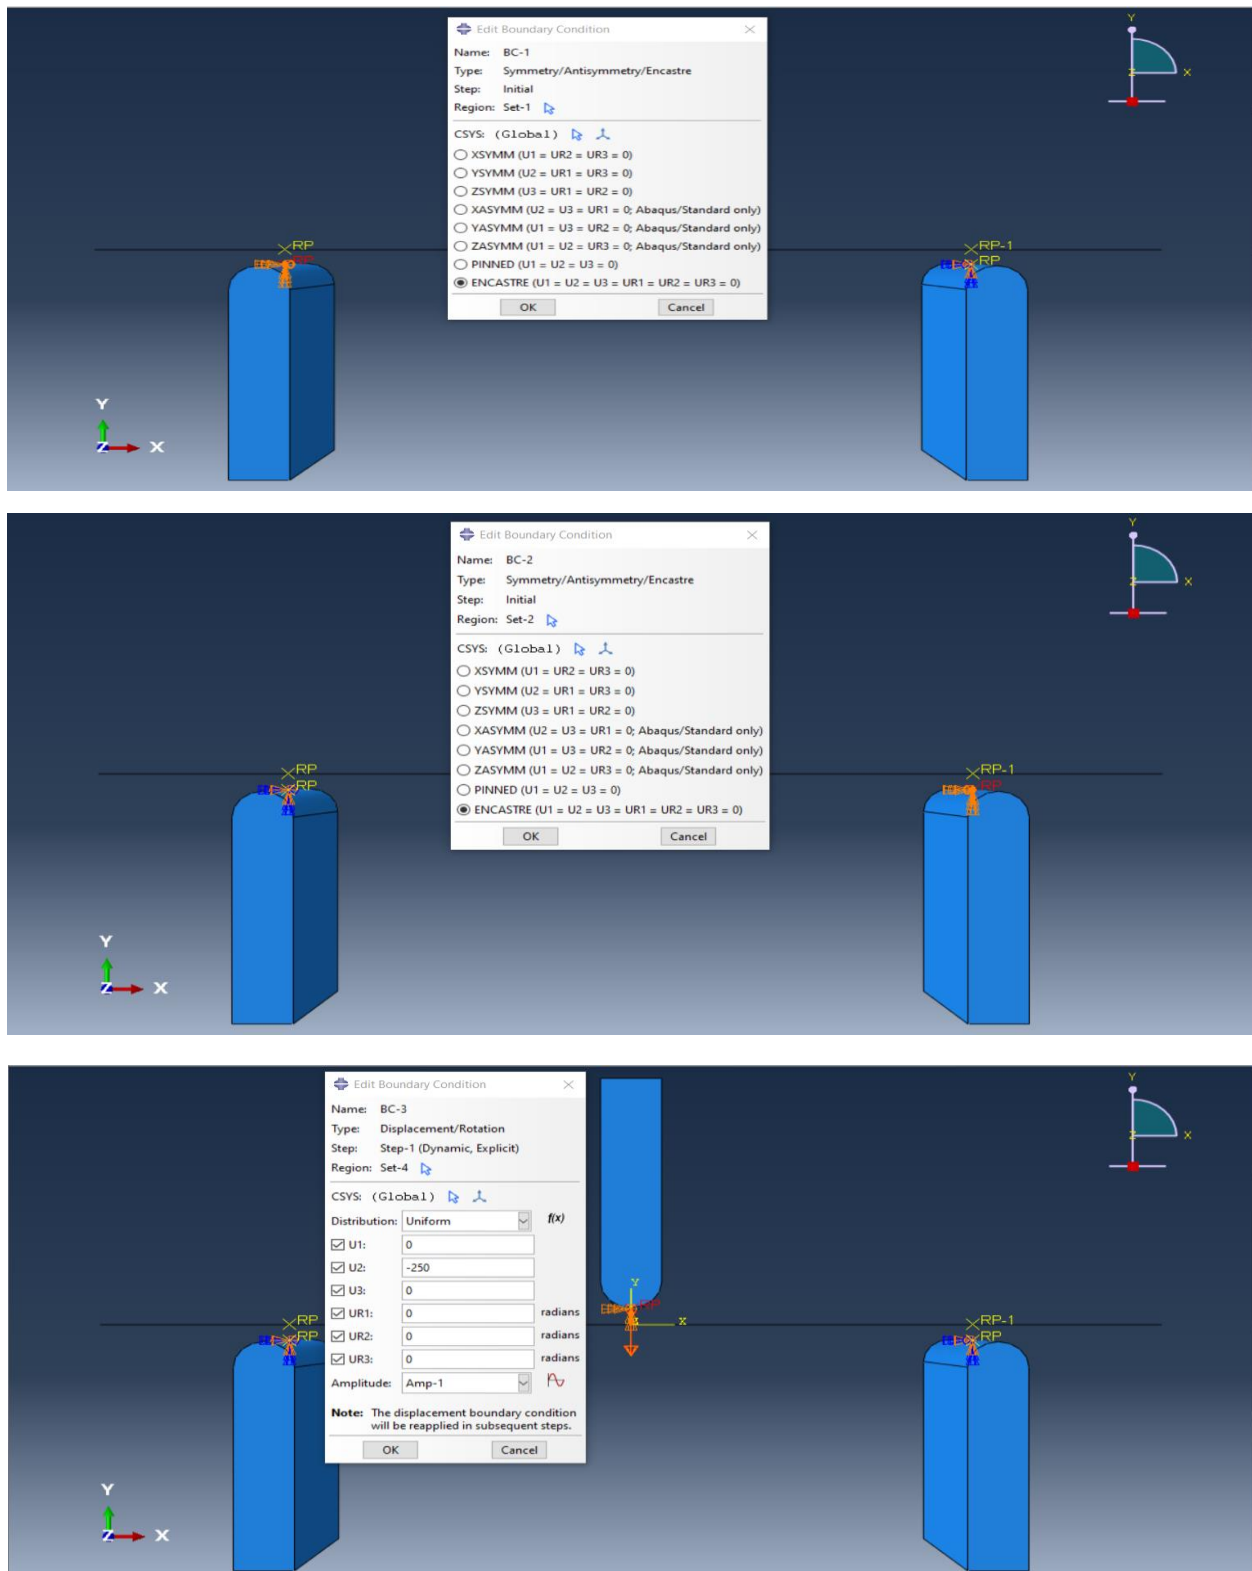 Edit Boundary Condition
Name: BC-1
Type: Symmetry/Antisymmetry/Encastre
Step: Initial
Region: Set-1
CSYS: (Global)
XSYMM (U1 = UR2 = UR3 = 0)
YSYMM (U2 = UR1 = UR3 = 0)
ZSYMM (U3 = UR1 = UR2 = 0)
XASYMM (U2 = U3 = UR1 = 0; Abaqus/Standard only)
YASYMM (U1 = U3 = UR2 = 0; Abaqus/Standard only)
ZASYMM (U1 = U2 = UR3 = 0; Abaqus/Standard only)
PINNED (U1 = U2 = U3 = 0)
ENCASTRE (U1 = U2 = U3 = UR1 = UR2 = UR3 = 0)
OK Cancel
Y
Z X
RP
RP
RP-1
RP
Y
Z X
Edit Boundary Condition
Name: BC-2
Type: Symmetry/Antisymmetry/Encastre
Step: Initial
Region: Set-2
CSYS: (Global)
XSYMM (U1 = UR2 = UR3 = 0)
YSYMM (U2 = UR1 = UR3 = 0)
ZSYMM (U3 = UR1 = UR2 = 0)
XASYMM (U2 = U3 = UR1 = 0; Abaqus/Standard only)
YASYMM (U1 = U3 = UR2 = 0; Abaqus/Standard only)
ZASYMM (U1 = U2 = UR3 = 0; Abaqus/Standard only)
PINNED (U1 = U2 = U3 = 0)
ENCASTRE (U1 = U2 = U3 = UR1 = UR2 = UR3 = 0)
OK Cancel
Y
Z X
RP
RP
RP-1
RP
Y
Z X
Edit Boundary Condition
Name: BC-3
Type: Displacement/Rotation
Step: Step-1 (Dynamic, Explicit)
Region: Set-4
CSYS: (Global)
Distribution: Uniform f(x)
U1: 0
U2: -250
U3: 0
UR1: 0 radians
UR2: 0 radians
UR3: 0 radians
Amplitude: Amp-1
Note: The displacement boundary condition
will be reapplied in subsequent steps.
OK Cancel
Y
Z X
Y
RP
X
RP
RP
RP-1
RP
Y
Z X